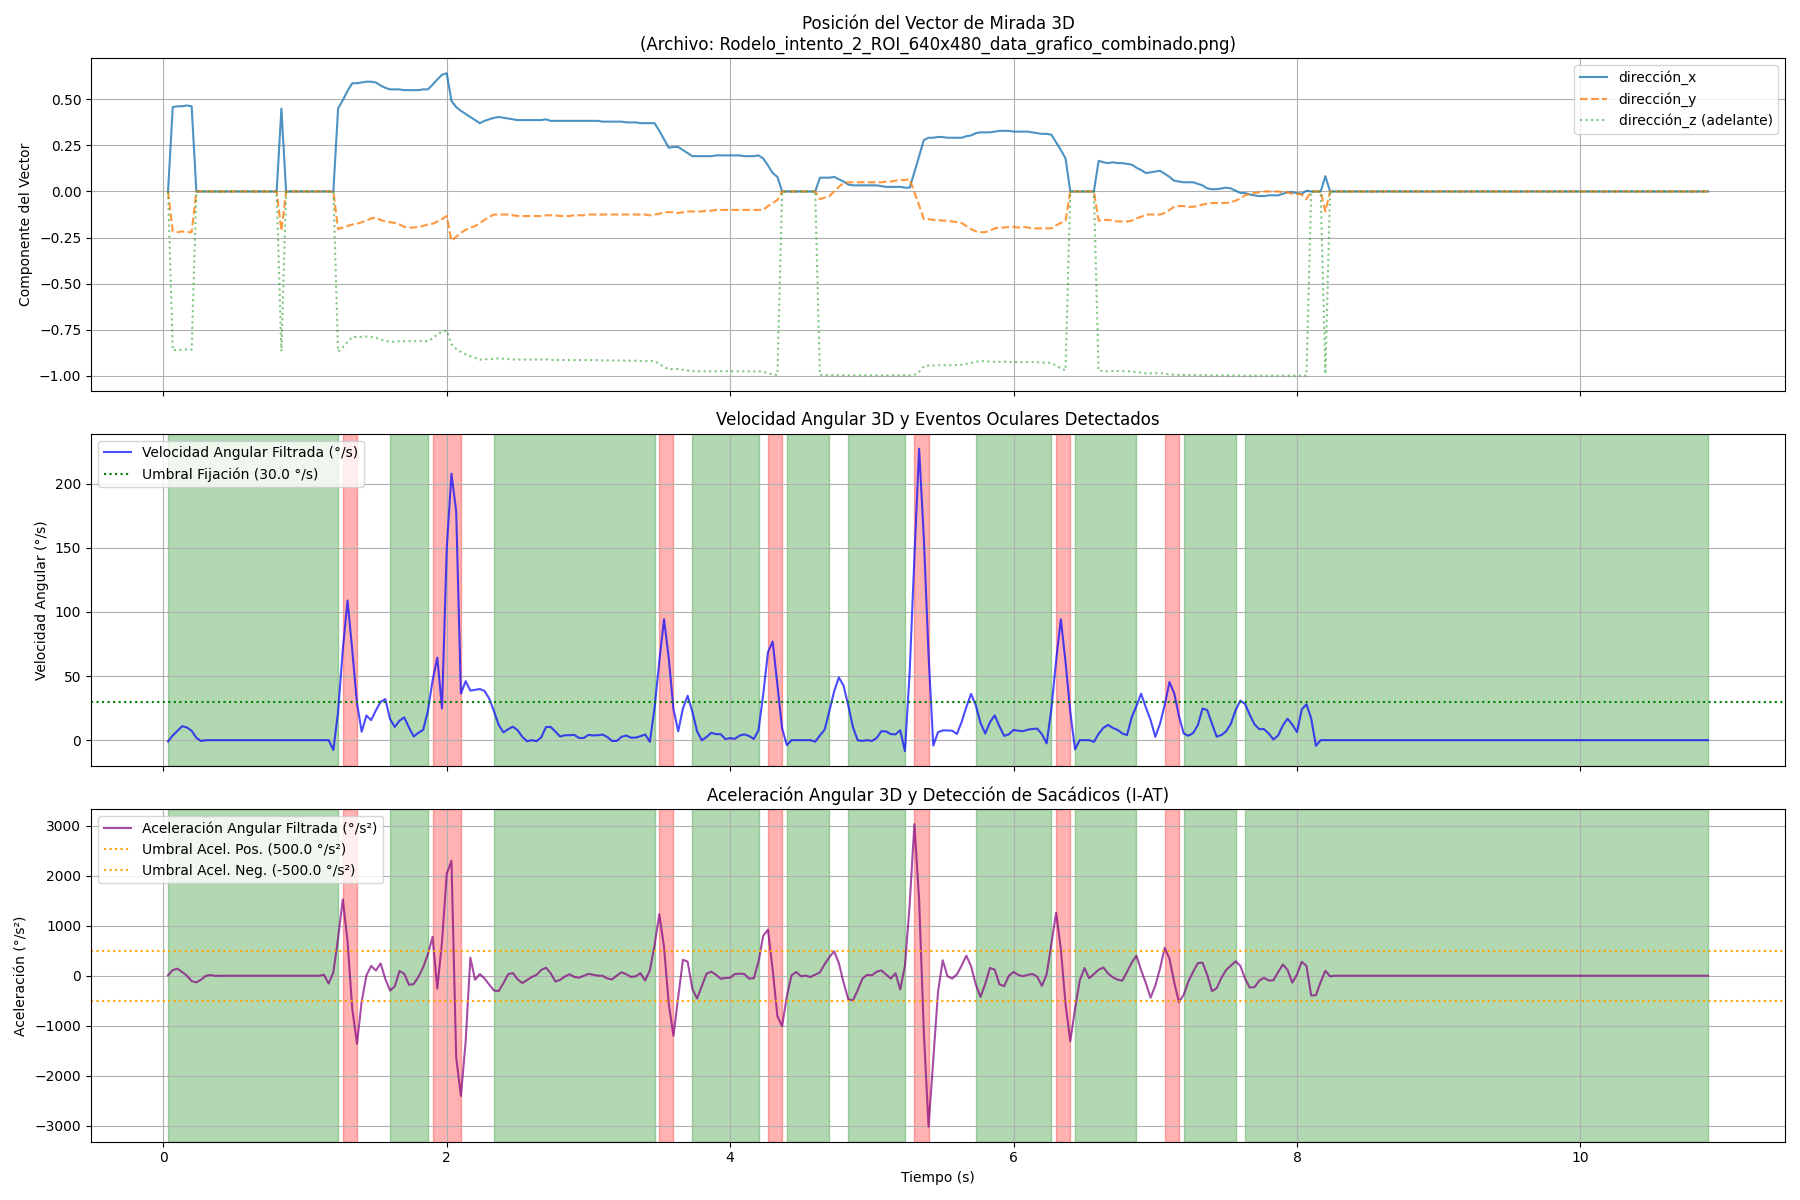 Posición del Vector de Mirada 3D
(Archivo: Rodelo_intento_2_ROI_640x480_data_grafico_combinado.png)
Componente del Vector
0.50
0.25
0.00
−0.25
−0.50
−0.75
−1.00
dirección_x
dirección_y
dirección_z (adelante)
Velocidad Angular 3D y Eventos Oculares Detectados
Velocidad Angular (°/s)
200
150
100
50
0
Velocidad Angular Filtrada (°/s)
Umbral Fijación (30.0 °/s)
Aceleración Angular 3D y Detección de Sacádicos (I-AT)
Aceleración (°/s²)
3000
2000
1000
0
−1000
−2000
−3000
Aceleración Angular Filtrada (°/s²)
Umbral Acel. Pos. (500.0 °/s²)
Umbral Acel. Neg. (-500.0 °/s²)
0 2 4 6 8 10
Tiempo (s)